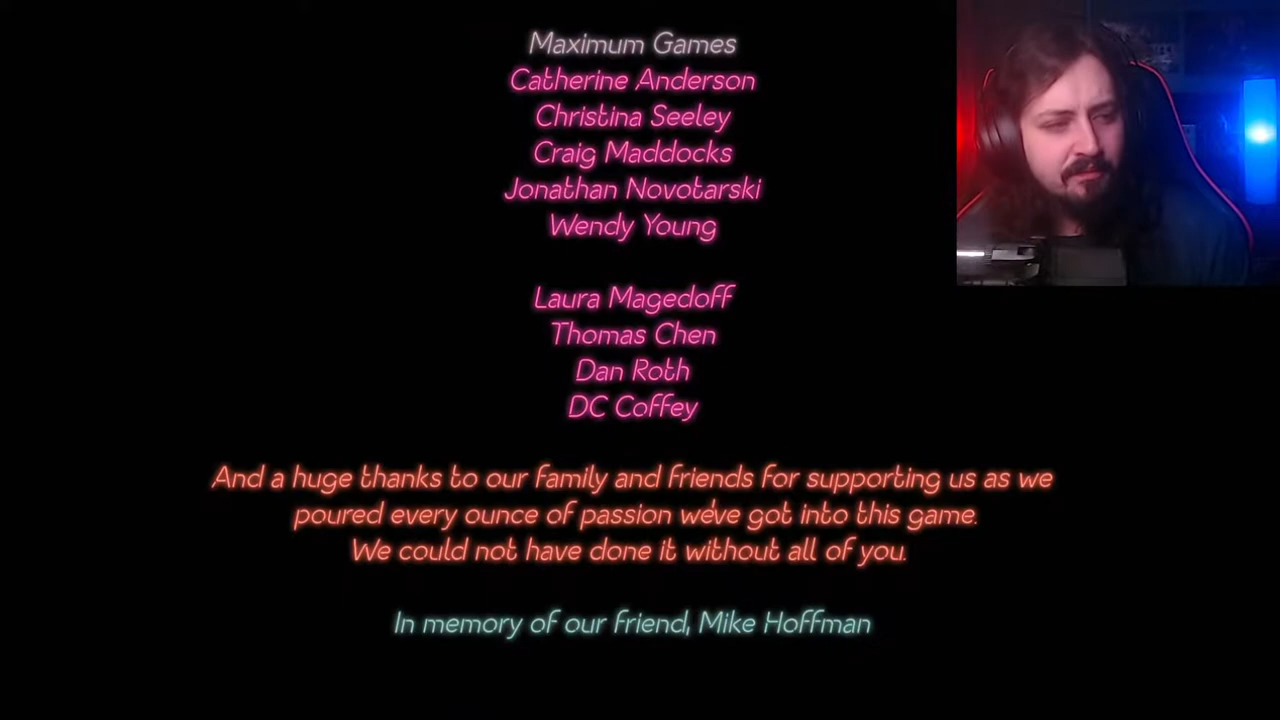 Maximum Games
Catherine Anderson
Christina Seeley
Craig Maddocks
Jonathan Novotarski
Wendy Young
Laura Magedoff
Thomas Chen
Dan Roth
DC Coffey
And a huge thanks to our family and friends for supporting us as we
poured every ounce of passion we've got into this game.
We could not have done it without all of you.
In memory of our friend, Mike Hoffman